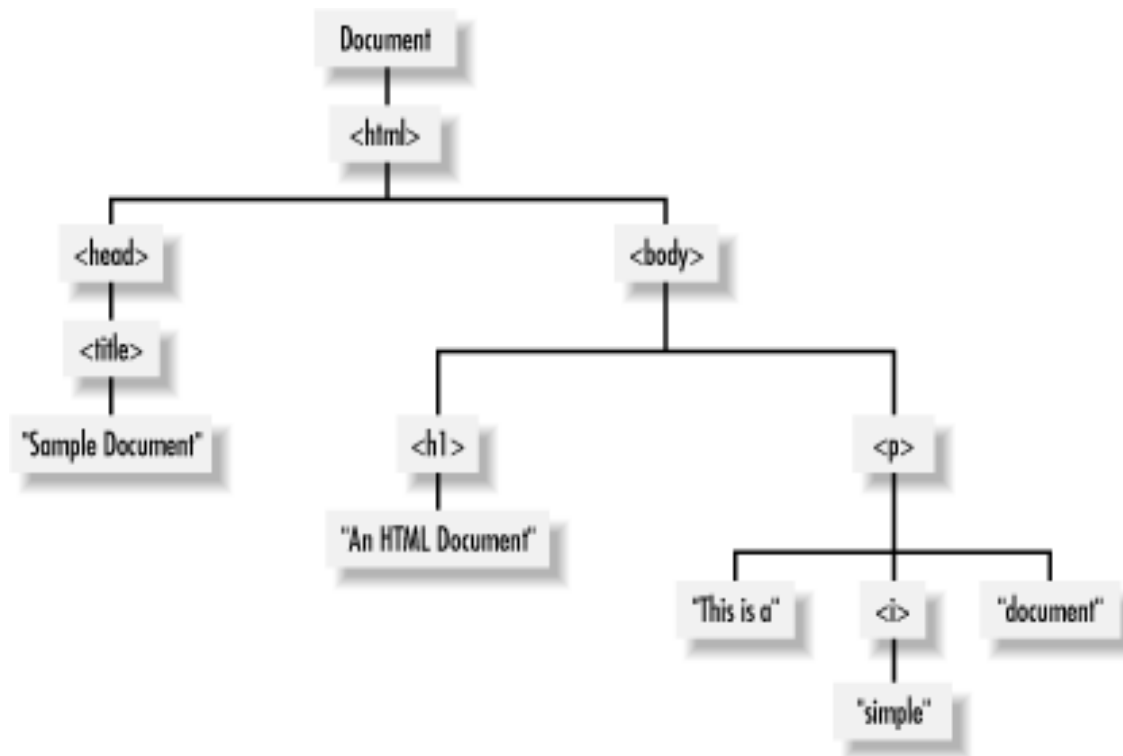 Document
<html>
<head>
<body>
<title>
"Sample Document"
<h1>
<p>
"An HTML Document"
"This is a"
<i>
"document"
"simple"